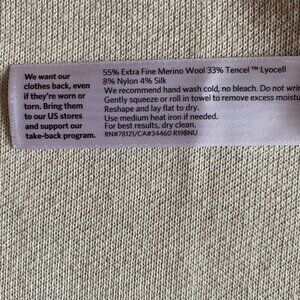 We want our
clothes back, even
if they're worn or
torn. Bring them
to our US stores
and support our
take-back program.
55% Extra Fine Merino Wool 33% Tencel™ Lyocell
8% Nylon 4% Silk
We recommend hand wash cold, no bleach. Do not wrin
Gently squeeze or roll in towel to remove excess moistu
Reshape and lay flat to dry.
Use medium heat iron if needed.
For best results, dry clean.
RN#78121/CA#34460 R19BNU